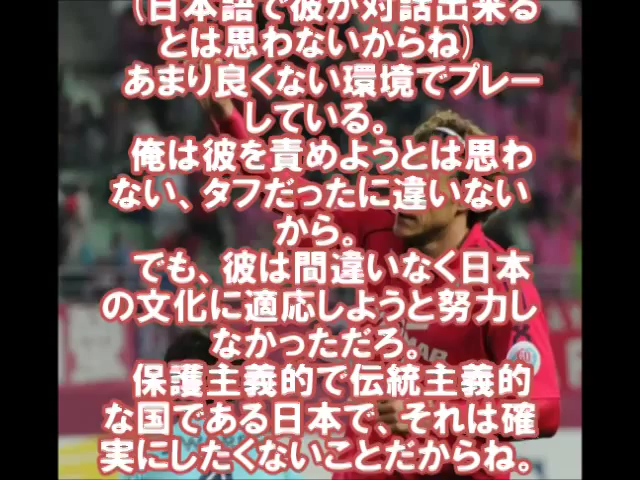 (日本語で彼が対話出来る
とは思わないからね)
あまり良くない環境でプレー
している。
俺は彼を責めようとは思わ
ない、タフだったに違いない
から。
でも、彼は間違いなく日本
の文化に適応しようと努力し
なかっただろ。
保護主義的で伝統主義的
な国である日本で、それは確
実にしたくないことだからね。